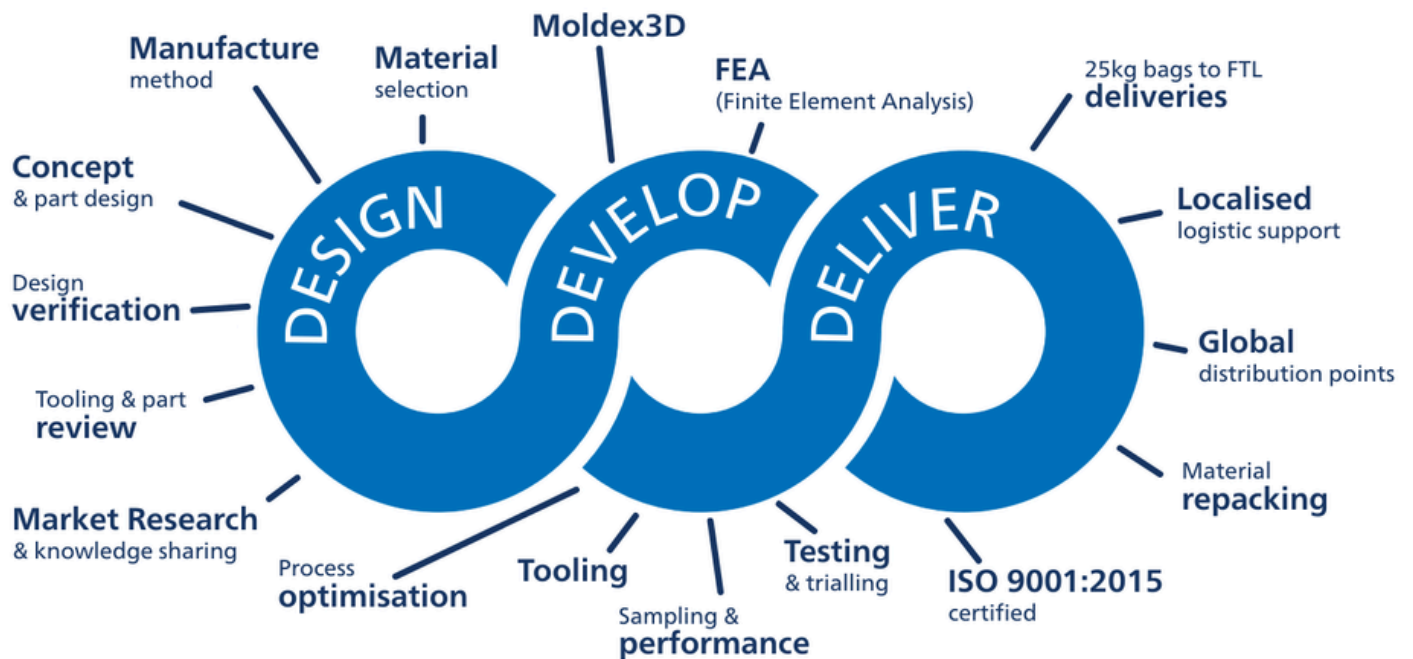 Manufacture
method
Material
selection
Concept
& part design
Design
verification
Tooling & part
review
Market Research
& knowledge sharing
DESIGN
Moldex3D
FEA
(Finite Element Analysis)
Process
optimisation
Tooling
Sampling &
performance
Testing
& trialling
DEVELOP
25kg bags to FTL
deliveries
Localised
logistic support
Global
distribution points
Material
repacking
ISO 9001:2015
certified
DELIVER